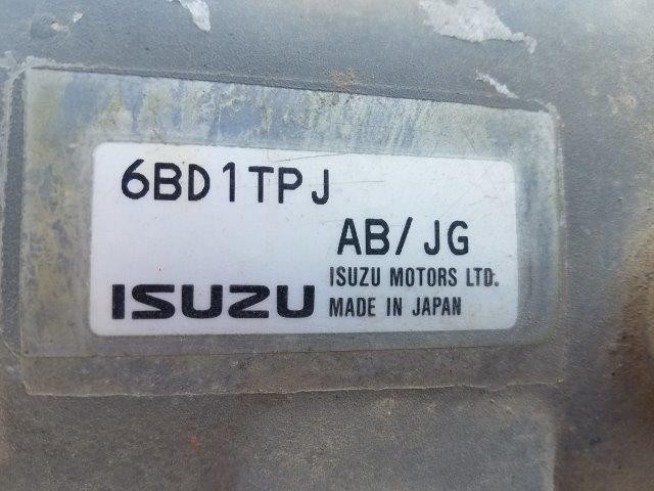 6BD1TPJ
AB/JG
ISUZU MOTORS LTD.
ISUZU MADE IN JAPAN